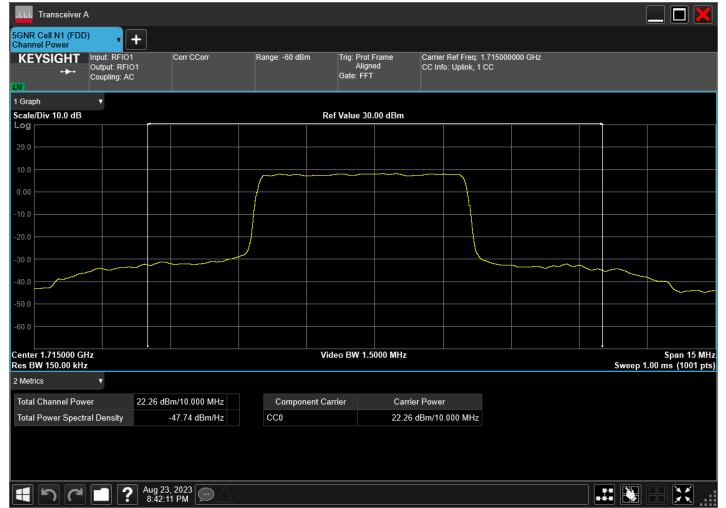 Transceiver A
5GNR Cell N1 (FDD)
Channel Power
KEYSIGHT
LXI
Input: RFIO1
Output: RFIO1
Coupling: AC
Corr CCorr
Range: -60 dBm
Trig: Prot Frame
Aligned
Gate: FFT
Carrier Ref Freq: 1.715000000 GHz
CC Info: Uplink, 1 CC
1 Graph
Scale/Div 10.0 dB
Ref Value 30.00 dBm
Log
20.0
10.0
0.00
-10.0
-20.0
-30.0
-40.0
-50.0
-60.0
Center 1.715000 GHz
Video BW 1.5000 MHz
Span 15 MHz
Res BW 150.00 kHz
Sweep 1.00 ms (1001 pts)
2 Metrics
Total Channel Power 22.26 dBm/10.000 MHz
Total Power Spectral Density -47.74 dBm/Hz
Component Carrier Carrier Power
CC0 22.26 dBm/10.000 MHz
Aug 23, 2023
8:42:11 PM